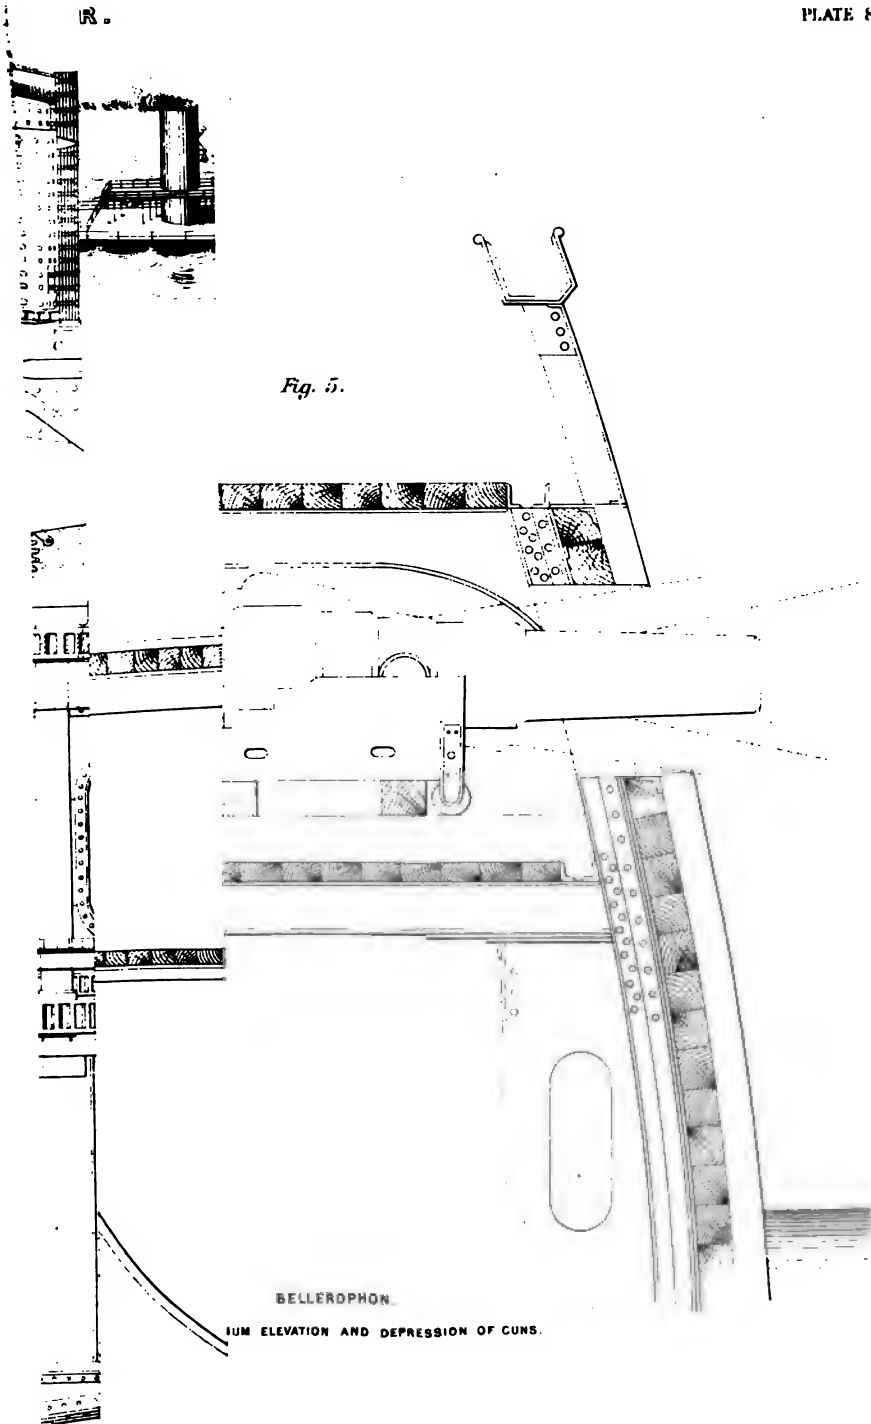 R.
PLATE 8
Fig. 5.
BELLEROPHON.
IUM ELEVATION AND DEPRESSION OF GUNS.